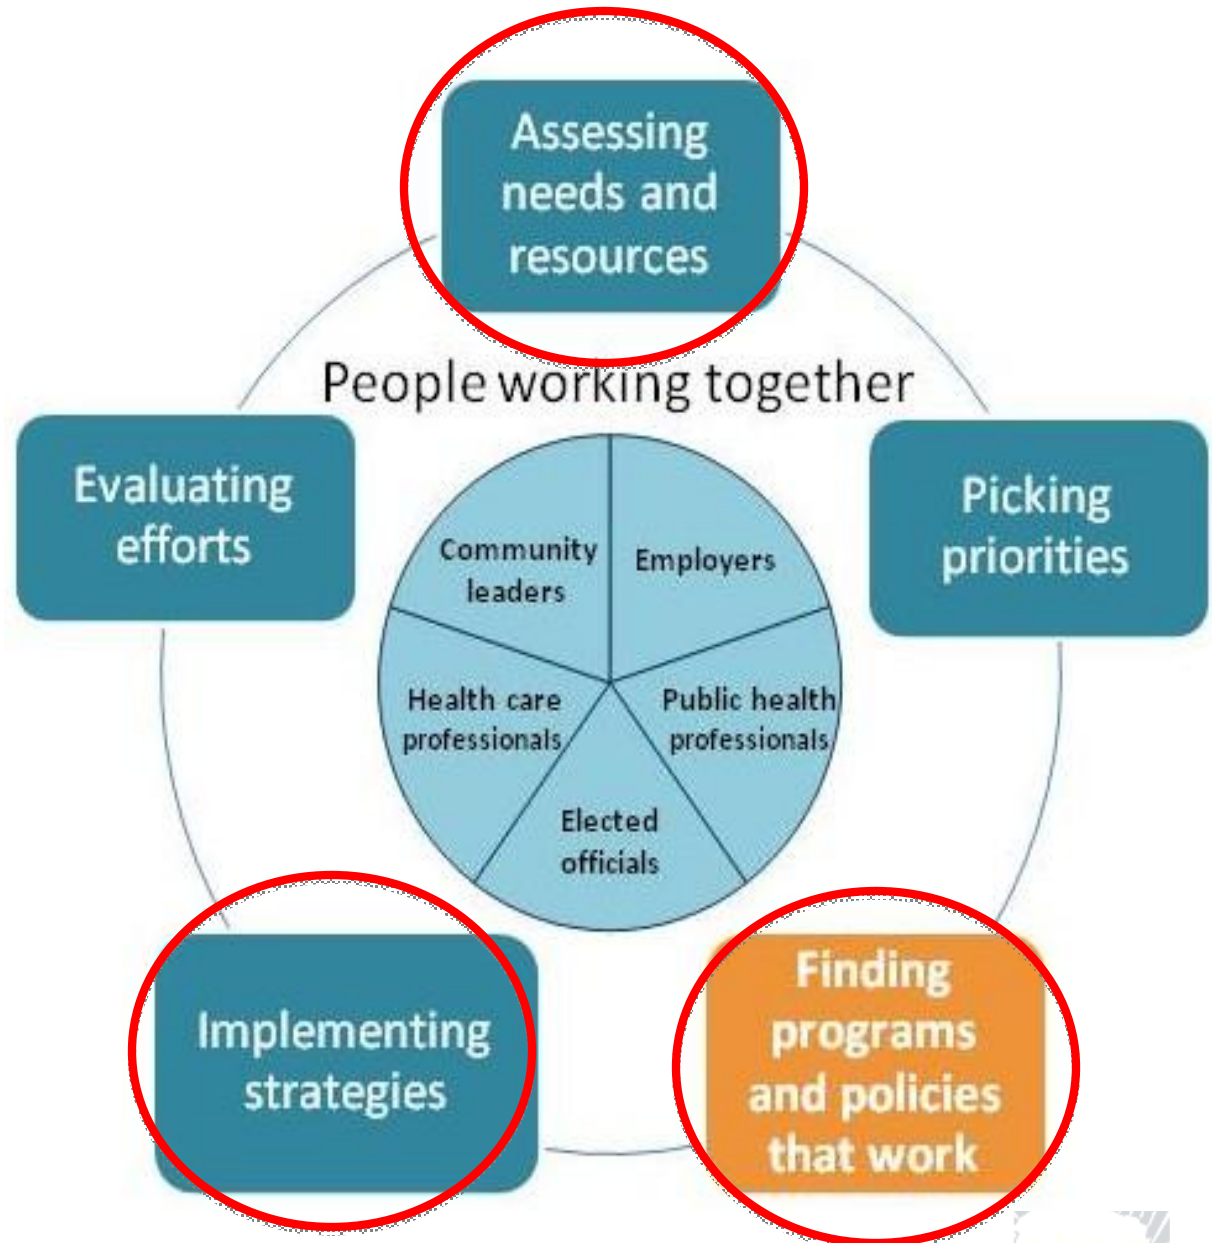 Assessing
needs and
resources
People working together
Evaluating
efforts
Picking
priorities
Community
leaders
Employers
Health care
professionals
Public health
professionals
Elected
officials
Implementing
strategies
Finding
programs
and policies
that work